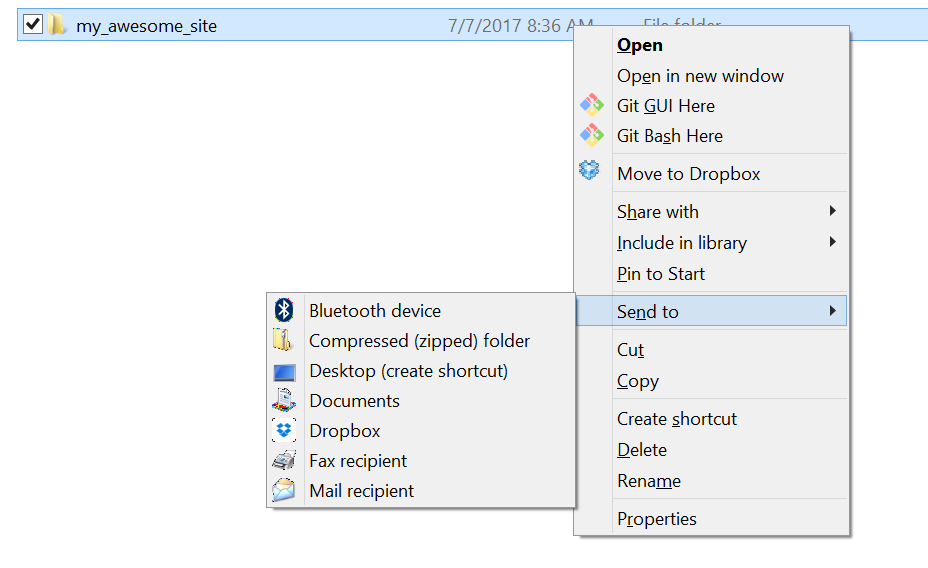 my_awesome_site 7/7/2017 8:36 AM File folder
Open
Open in new window
Git GUI Here
Git Bash Here
Move to Dropbox
Share with
Include in library
Pin to Start
Send to
Cut
Copy
Create shortcut
Delete
Rename
Properties
Bluetooth device
Compressed (zipped) folder
Desktop (create shortcut)
Documents
Dropbox
Fax recipient
Mail recipient